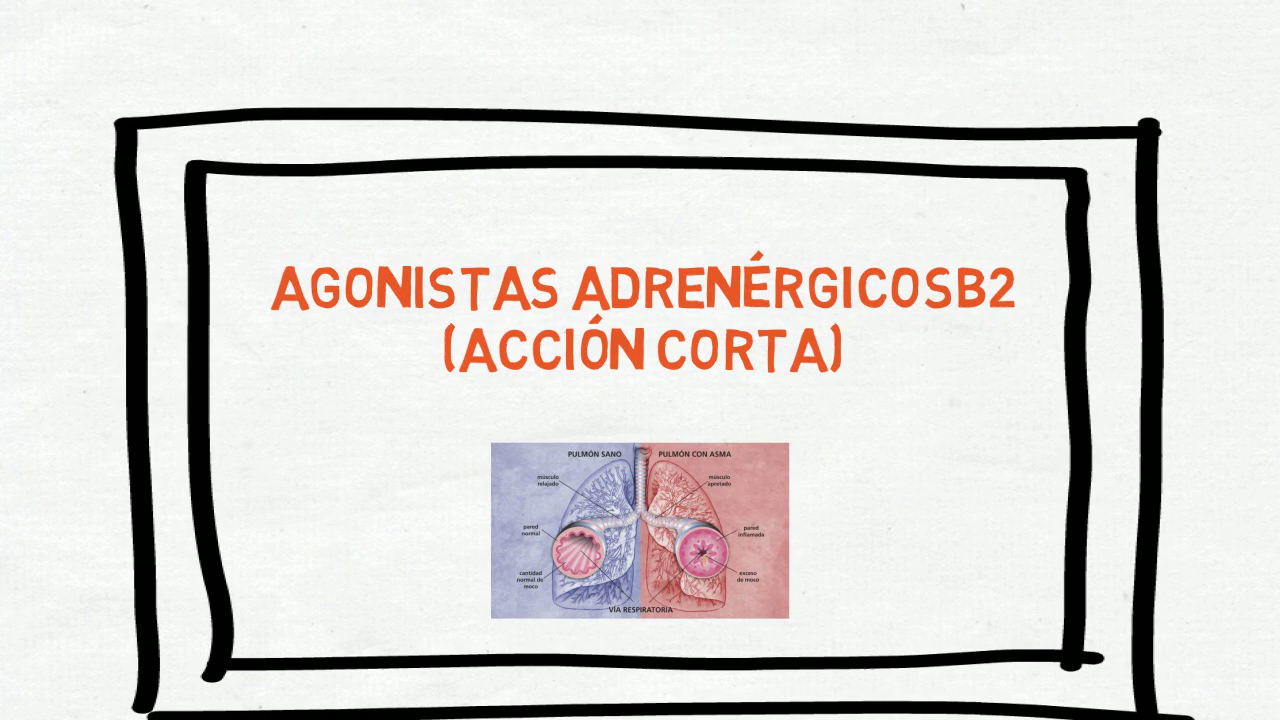 AGONISTAS ADRENÉRGICOSB2
(ACCIÓN CORTA)
PULMÓN SANO
PULMÓN CON ASMA
músculo
relajado
músculo
apretado
pared
normal
pared
inflamada
cantidad
normal de
moco
exceso
de moco
VÍA RESPIRATORIA